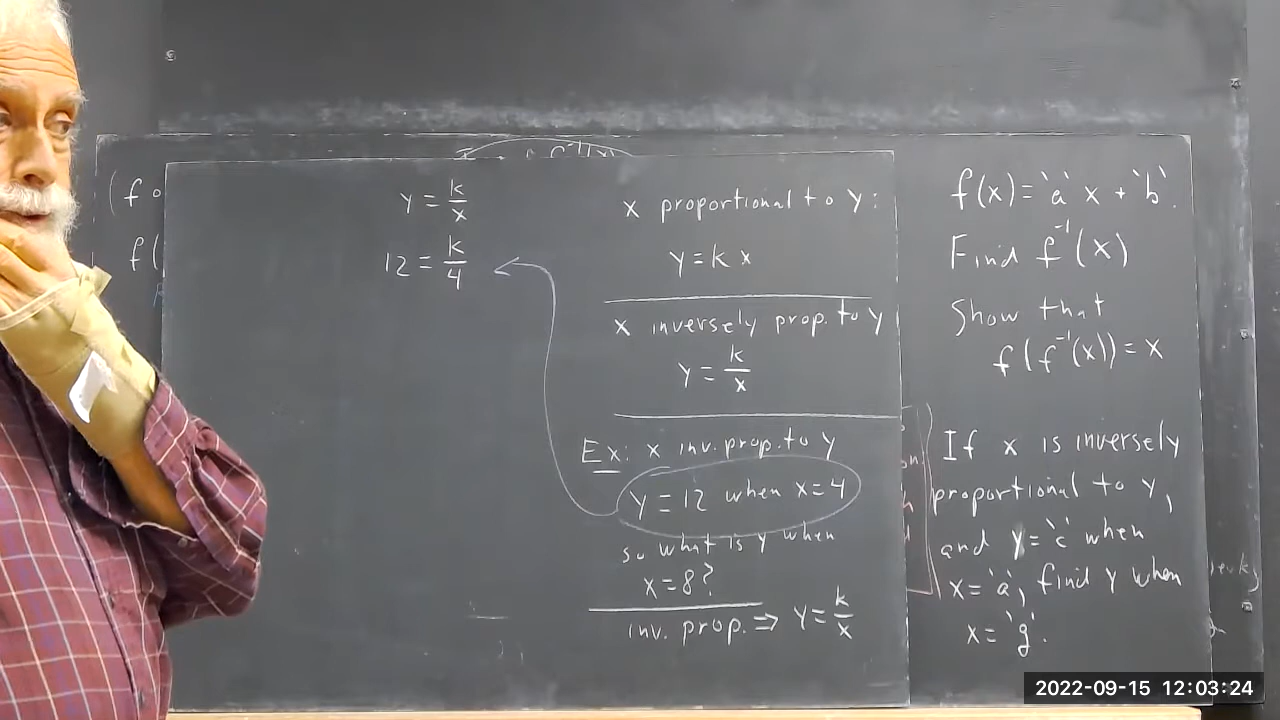 (f o
f(
y = k/x
12 = k/4
x proportional to y:
y = kx
x inversely prop. to y
y = k/x
Ex: x inv. prop. to y
y = 12 when x = 4
so what is y when
x = 8?
inv. prop. ⇒ y = k/x
f(x) = 'a' x + 'b'.
Find f⁻¹(x)
Show that
f(f⁻¹(x)) = x
If x is inversely
proportional to y,
and y = 'c' when
x = 'a', find y when
x = 'g'.
2022-09-15 12:03:24